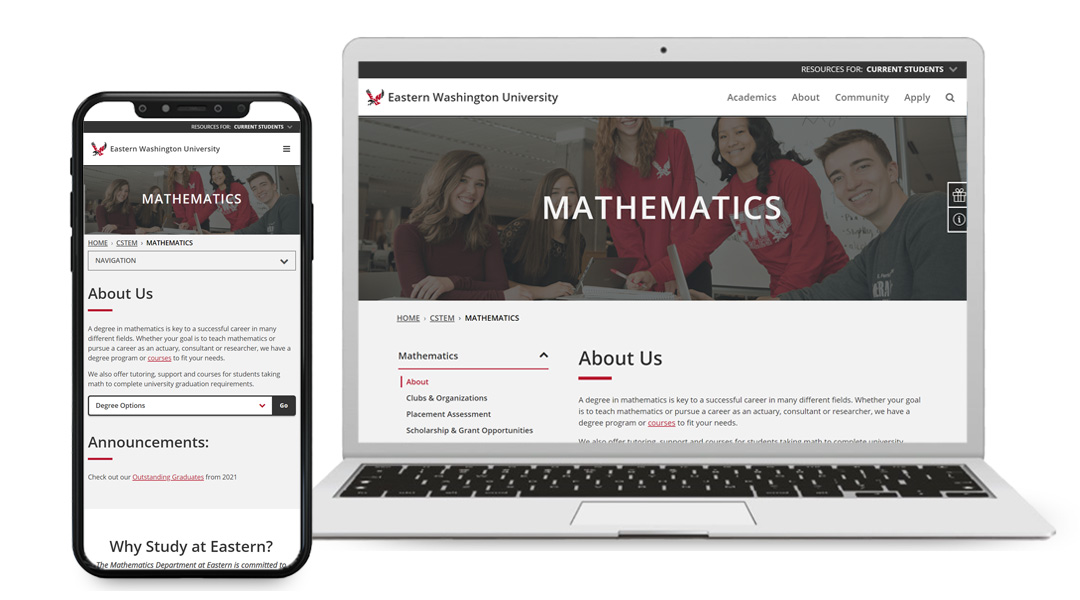 RESOURCES FOR: CURRENT STUDENTS
Eastern Washington University
MATHEMATICS
HOME › CSTEM › MATHEMATICS
NAVIGATION
About Us
A degree in mathematics is key to a successful career in many
different fields. Whether your goal is to teach mathematics or
pursue a career as an actuary, consultant or researcher, we have a
degree program or courses to fit your needs.
We also offer tutoring, support and courses for students taking
math to complete university graduation requirements.
Degree Options Go
Announcements:
Check out our Outstanding Graduates from 2021
Why Study at Eastern?
The Mathematics Department at Eastern is committed to
RESOURCES FOR: CURRENT STUDENTS
Eastern Washington University Academics About Community Apply
MATHEMATICS
HOME › CSTEM › MATHEMATICS
Mathematics
About
Clubs & Organizations
Placement Assessment
Scholarship & Grant Opportunities
About Us
A degree in mathematics is key to a successful career in many different fields. Whether your goal
is to teach mathematics or pursue a career as an actuary, consultant or researcher, we have a
degree program or courses to fit your needs.
We also offer tutoring, support and courses for students taking math to complete university